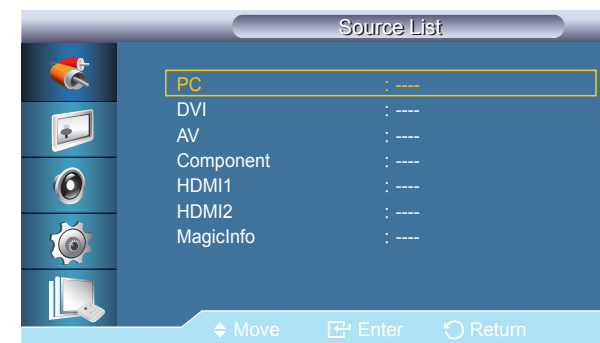 Source List
PC : ----
DVI : ----
AV : ----
Component : ----
HDMI1 : ----
HDMI2 : ----
MagicInfo : ----
Move Enter Return